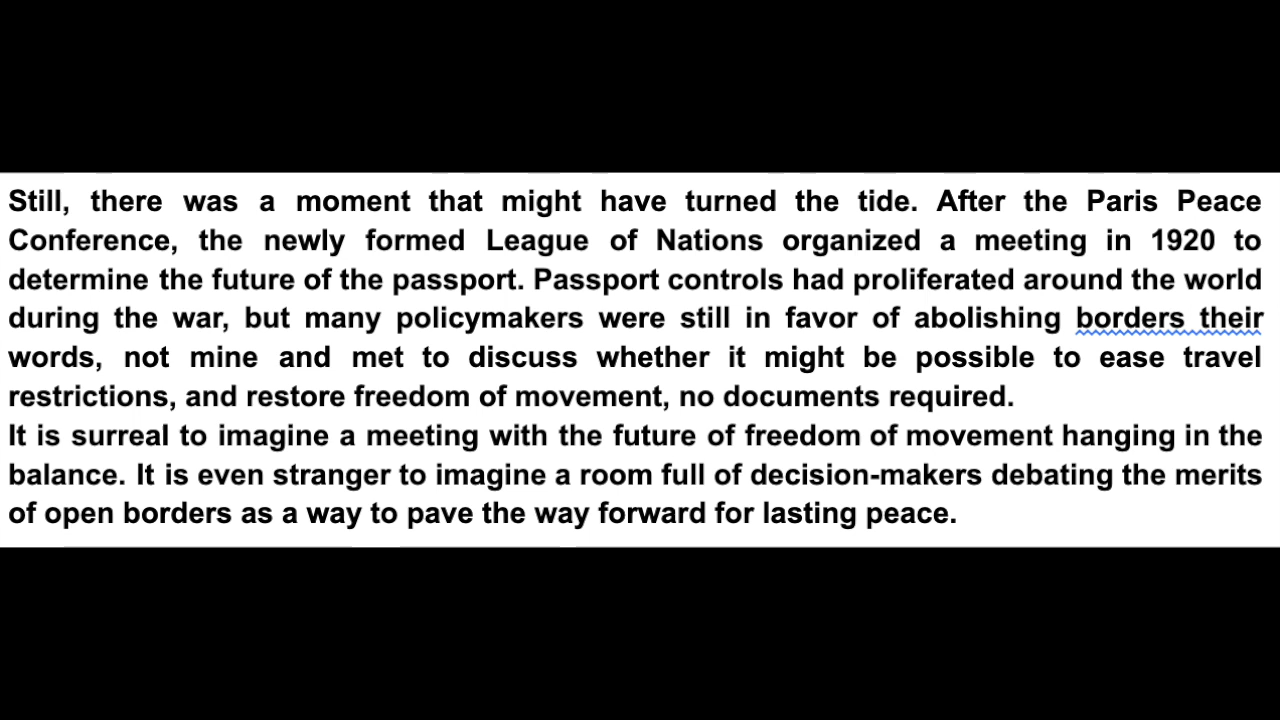 Still, there was a moment that might have turned the tide. After the Paris Peace
Conference, the newly formed League of Nations organized a meeting in 1920 to
determine the future of the passport. Passport controls had proliferated around the world
during the war, but many policymakers were still in favor of abolishing borders their
words, not mine and met to discuss whether it might be possible to ease travel
restrictions, and restore freedom of movement, no documents required.
It is surreal to imagine a meeting with the future of freedom of movement hanging in the
balance. It is even stranger to imagine a room full of decision-makers debating the merits
of open borders as a way to pave the way forward for lasting peace.